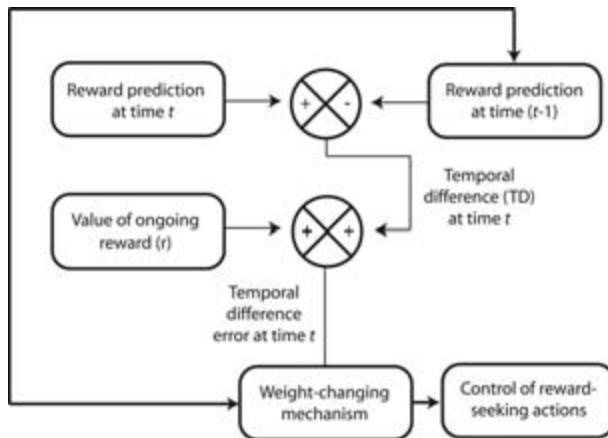 Reward prediction
at time t
+
-
Reward prediction
at time (t-1)
Temporal
difference (TD)
at time t
Value of ongoing
reward (r)
+
+
Temporal
difference
error at time t
Weight-changing
mechanism
Control of reward-
seeking actions